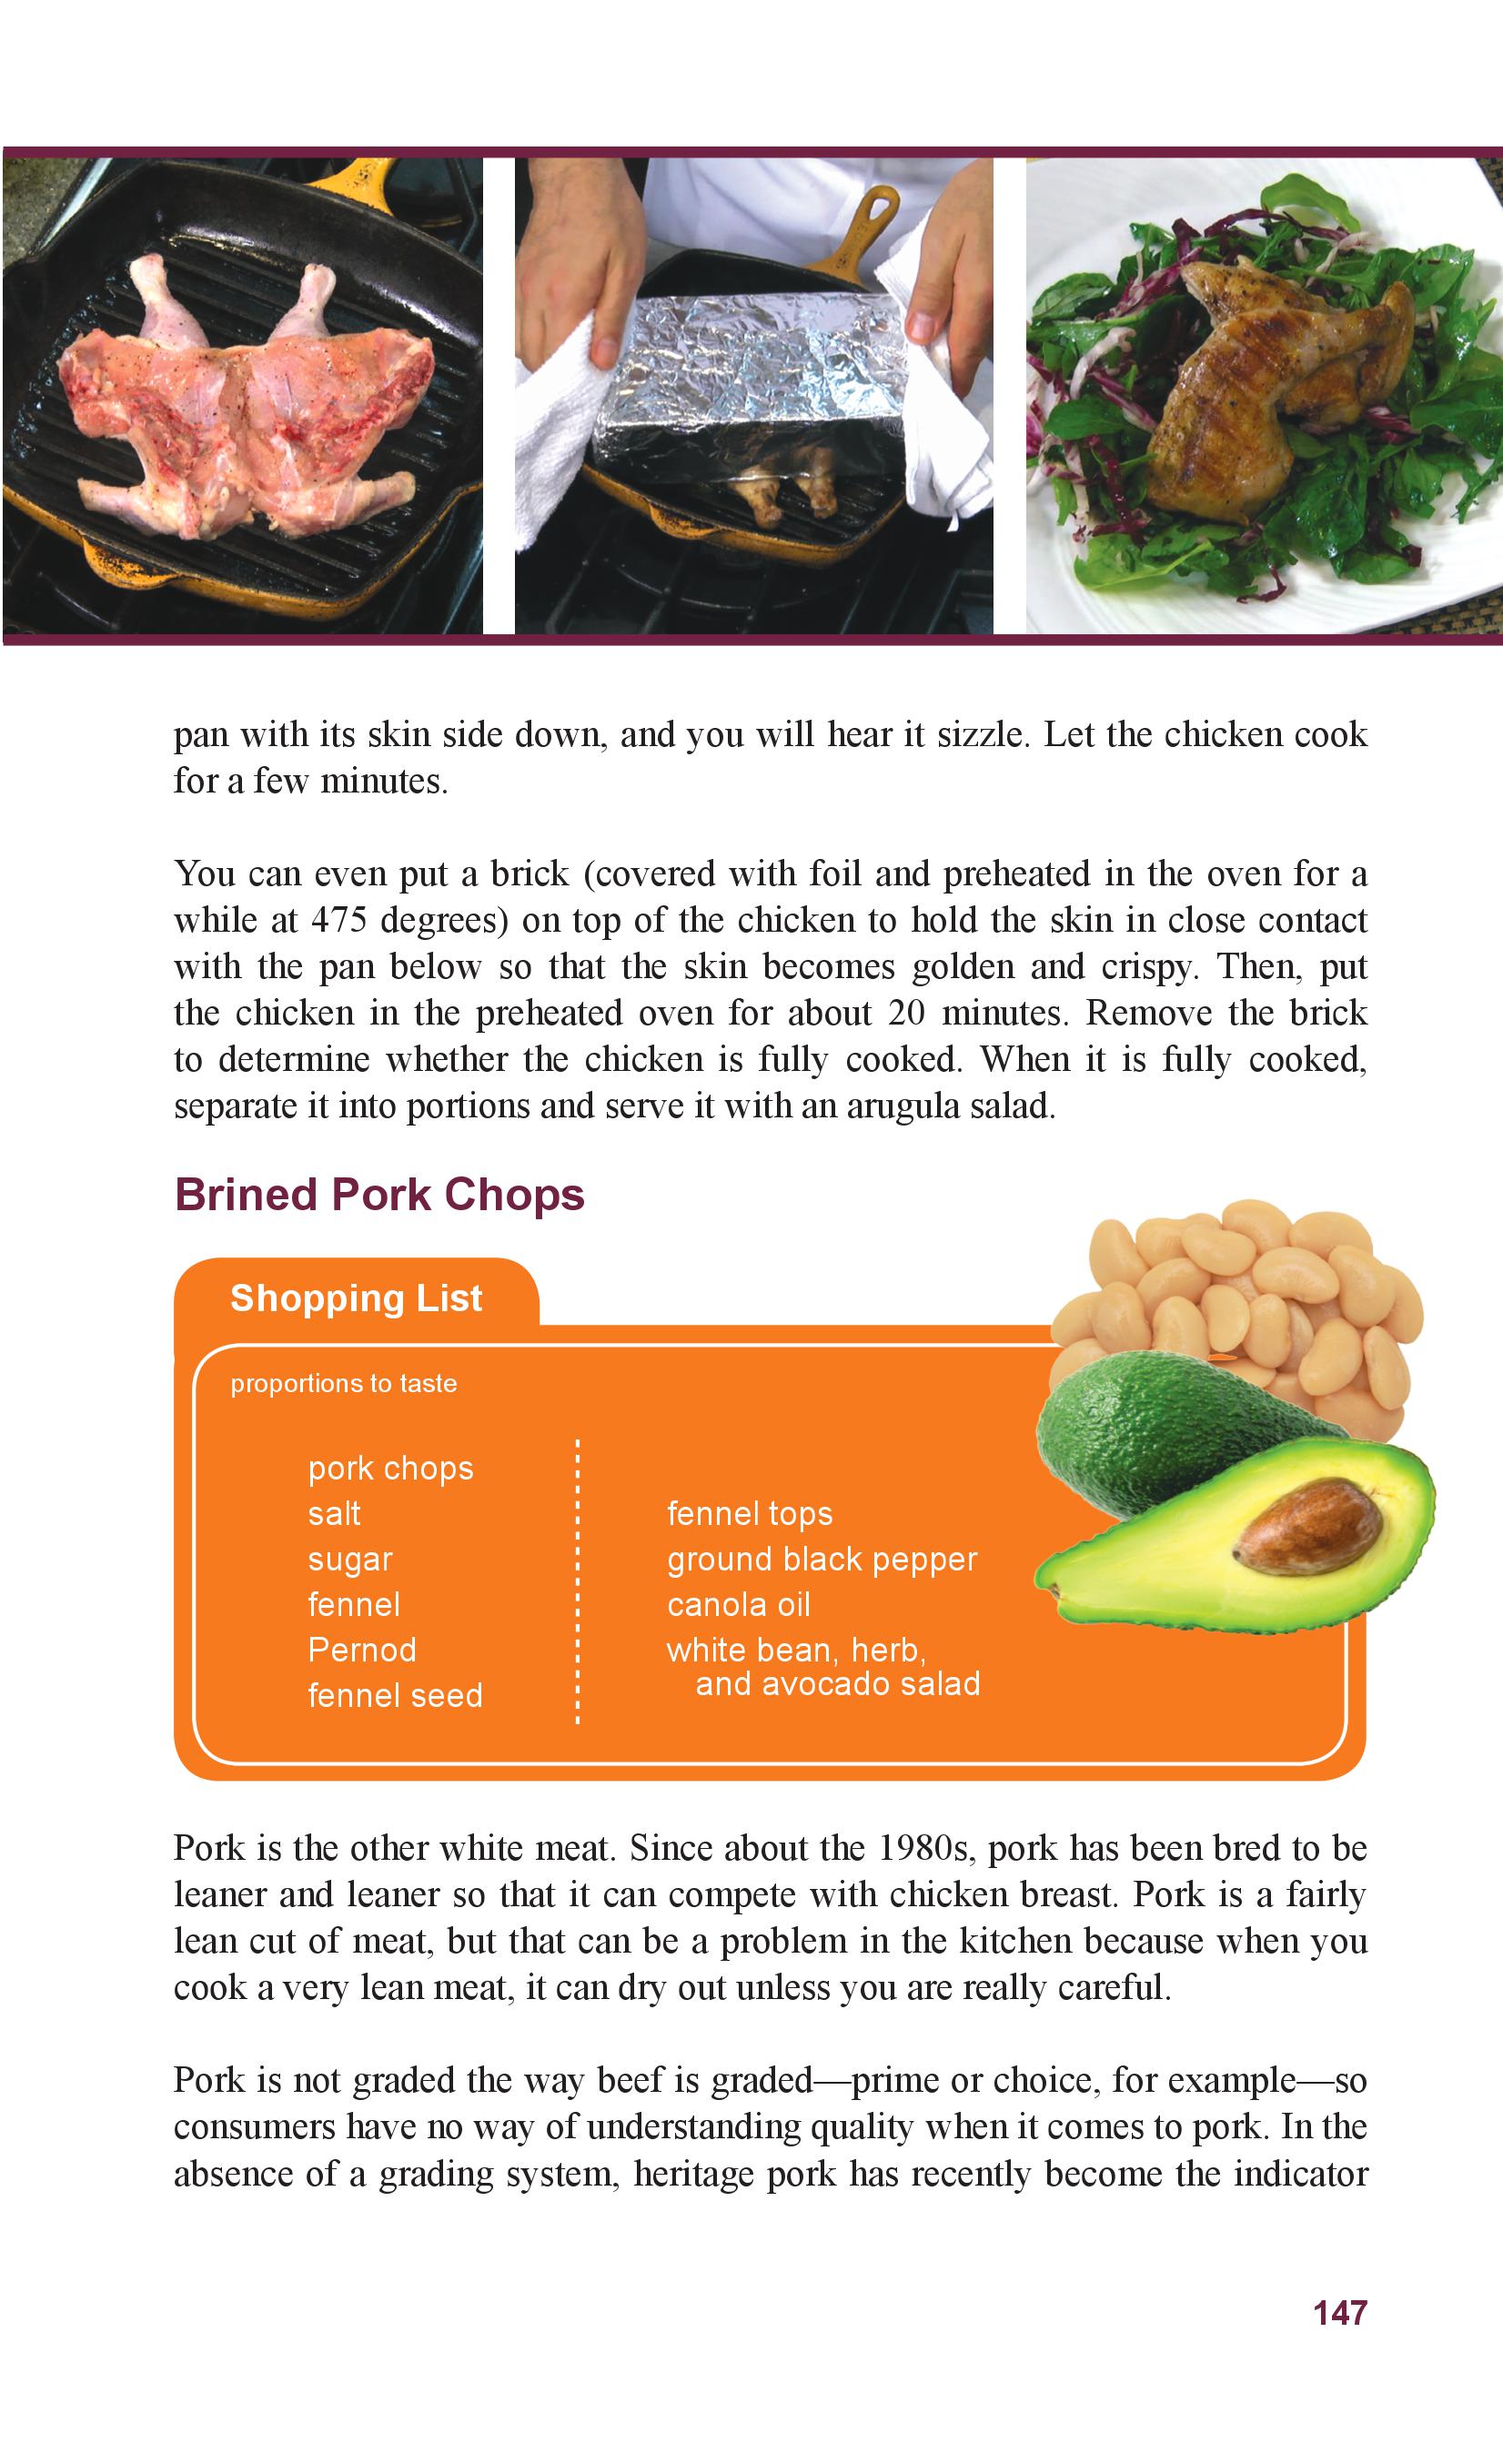 pan with its skin side down, and you will hear it sizzle. Let the chicken cook
for a few minutes.
You can even put a brick (covered with foil and preheated in the oven for a
while at 475 degrees) on top of the chicken to hold the skin in close contact
with the pan below so that the skin becomes golden and crispy. Then, put
the chicken in the preheated oven for about 20 minutes. Remove the brick
to determine whether the chicken is fully cooked. When it is fully cooked,
separate it into portions and serve it with an arugula salad.
Brined Pork Chops
Shopping List
proportions to taste
pork chops
salt
sugar
fennel
Pernod
fennel seed
fennel tops
ground black pepper
canola oil
white bean, herb,
and avocado salad
Pork is the other white meat. Since about the 1980s, pork has been bred to be
leaner and leaner so that it can compete with chicken breast. Pork is a fairly
lean cut of meat, but that can be a problem in the kitchen because when you
cook a very lean meat, it can dry out unless you are really careful.
Pork is not graded the way beef is graded—prime or choice, for example—so
consumers have no way of understanding quality when it comes to pork. In the
absence of a grading system, heritage pork has recently become the indicator
147